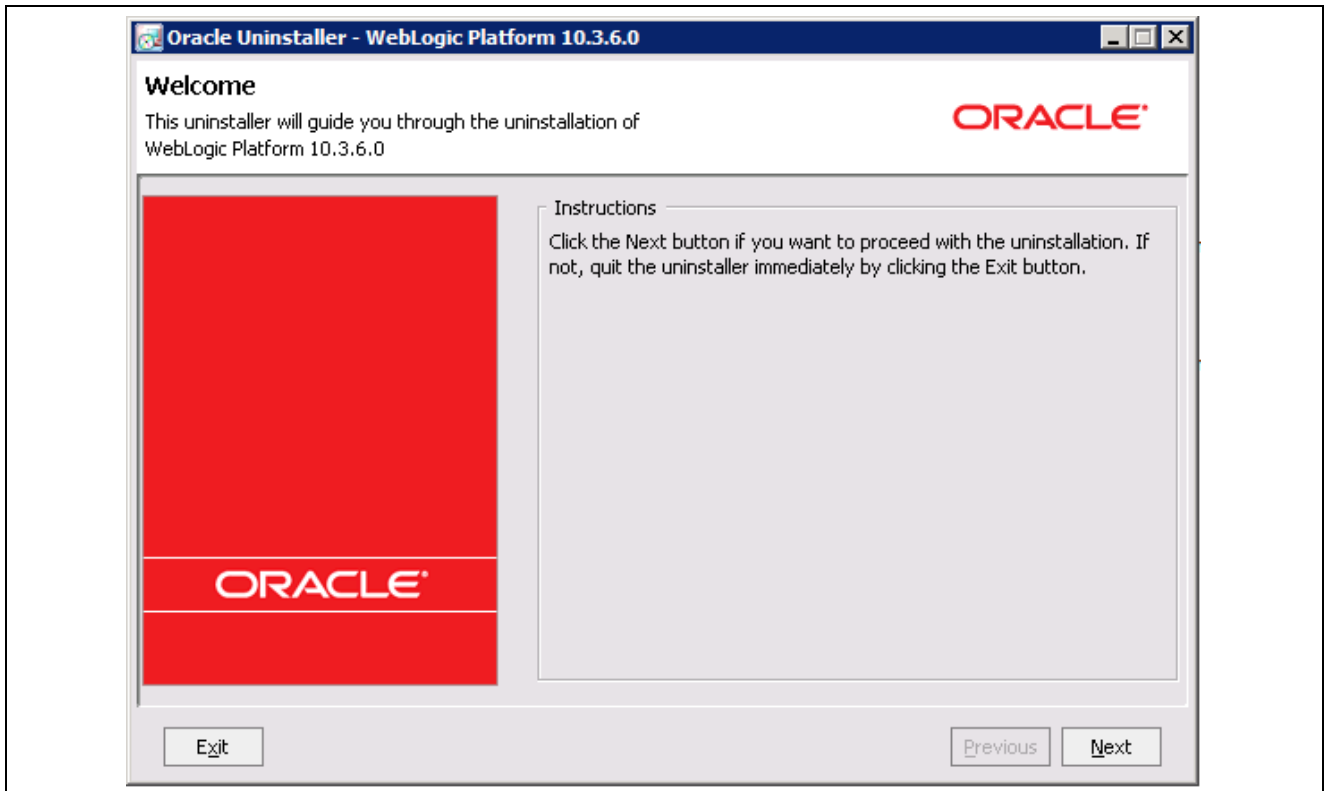 Oracle Uninstaller - WebLogic Platform 10.3.6.0
Welcome
This uninstaller will guide you through the uninstallation of
WebLogic Platform 10.3.6.0
ORACLE
Instructions
Click the Next button if you want to proceed with the uninstallation. If
not, quit the uninstaller immediately by clicking the Exit button.
ORACLE
Exit
Previous
Next